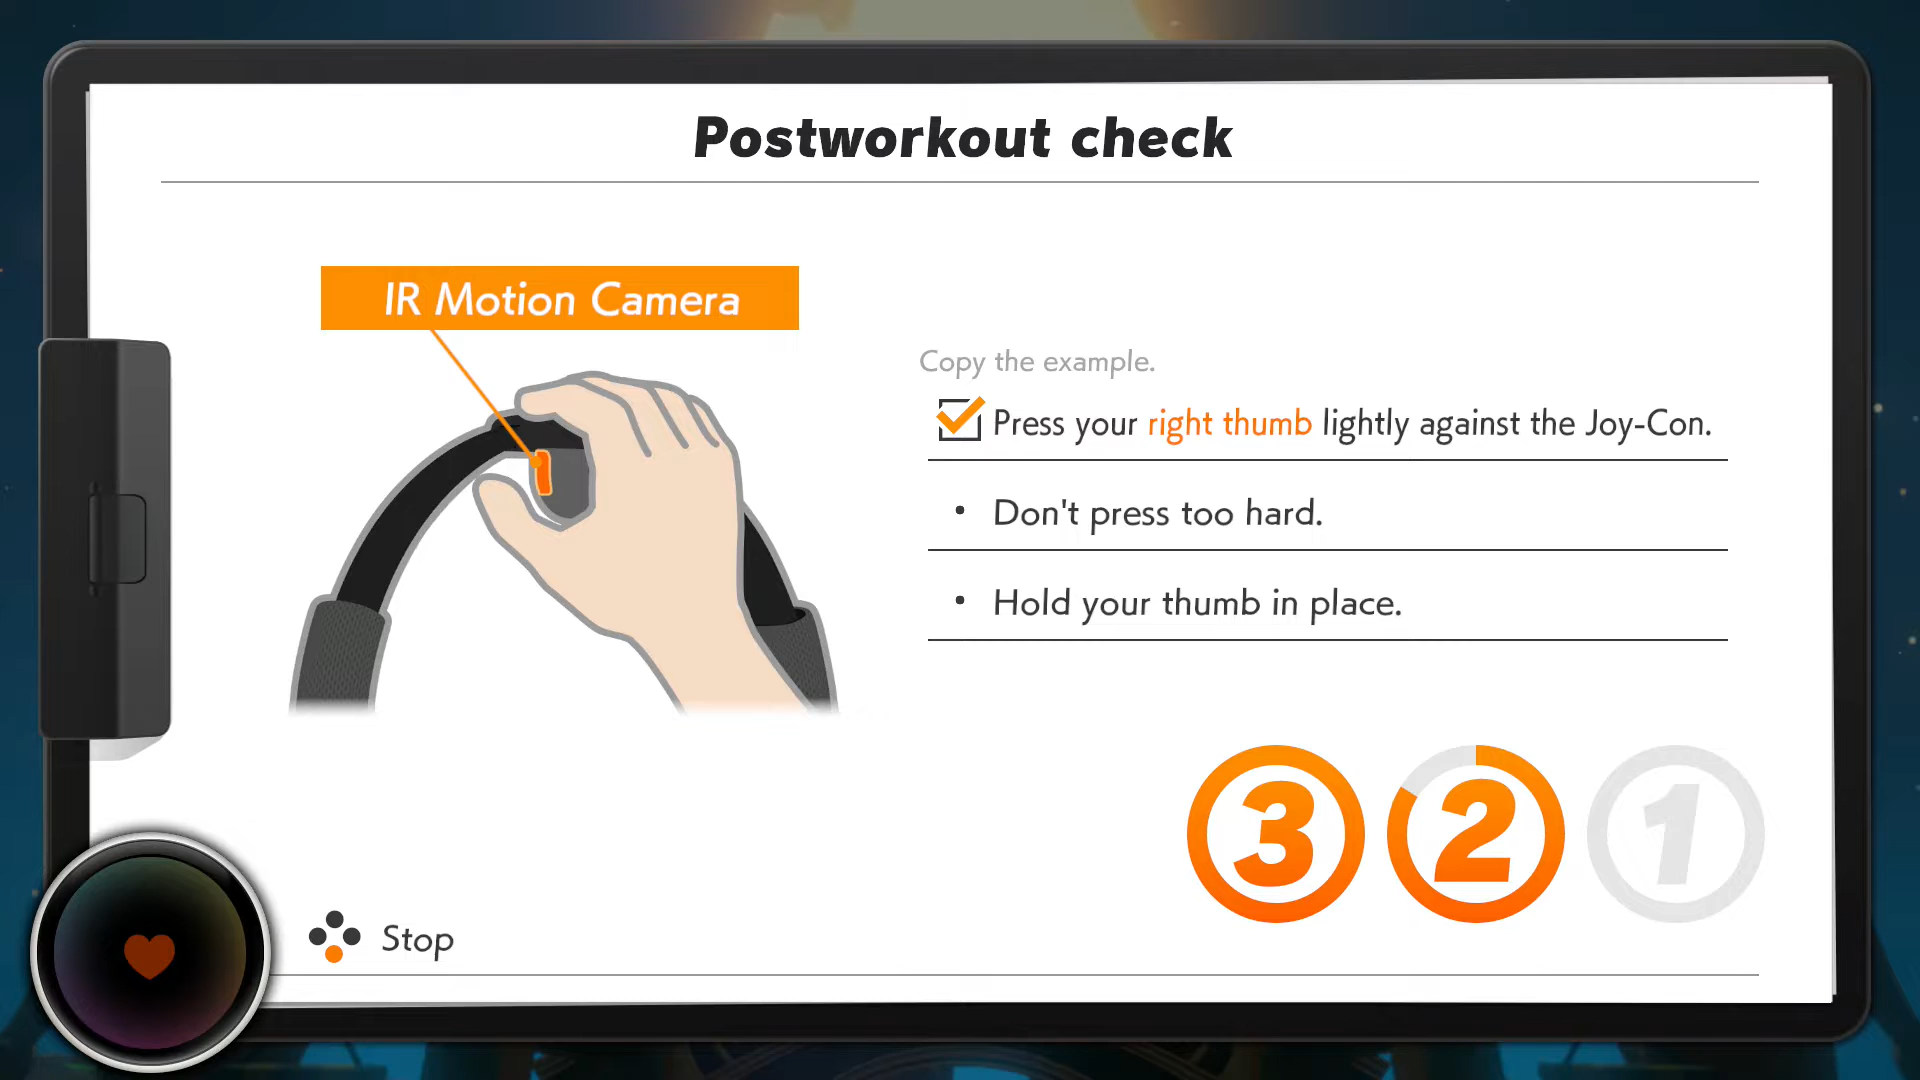 Postworkout check
IR Motion Camera
Copy the example.
Press your right thumb lightly against the Joy-Con.
• Don't press too hard.
• Hold your thumb in place.
3 2 1
Stop